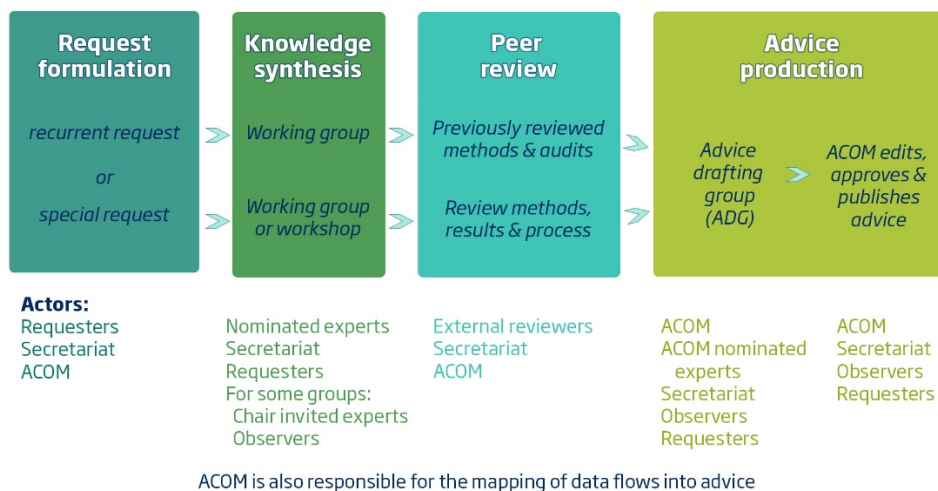 Request
formulation
recurrent request
or
special request
Knowledge
synthesis
Working group
Working group
or workshop
Peer
review
Previously reviewed
methods & audits
Review methods,
results & process
Advice
production
Advice
drafting
group
(ADG)
ACOM edits,
approves &
publishes
advice
Actors:
Requesters
Secretariat
ACOM
Nominated experts
Secretariat
Requesters
For some groups:
Chair invited experts
Observers
External reviewers
Secretariat
ACOM
ACOM
ACOM nominated
experts
Secretariat
Observers
Requesters
ACOM
Secretariat
Observers
Requesters
ACOM is also responsible for the mapping of data flows into advice